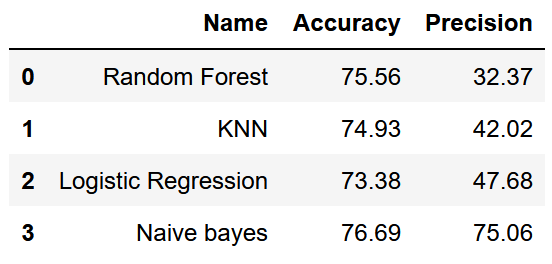 Name Accuracy Precision
0 Random Forest 75.56 32.37
1 KNN 74.93 42.02
2 Logistic Regression 73.38 47.68
3 Naive bayes 76.69 75.06